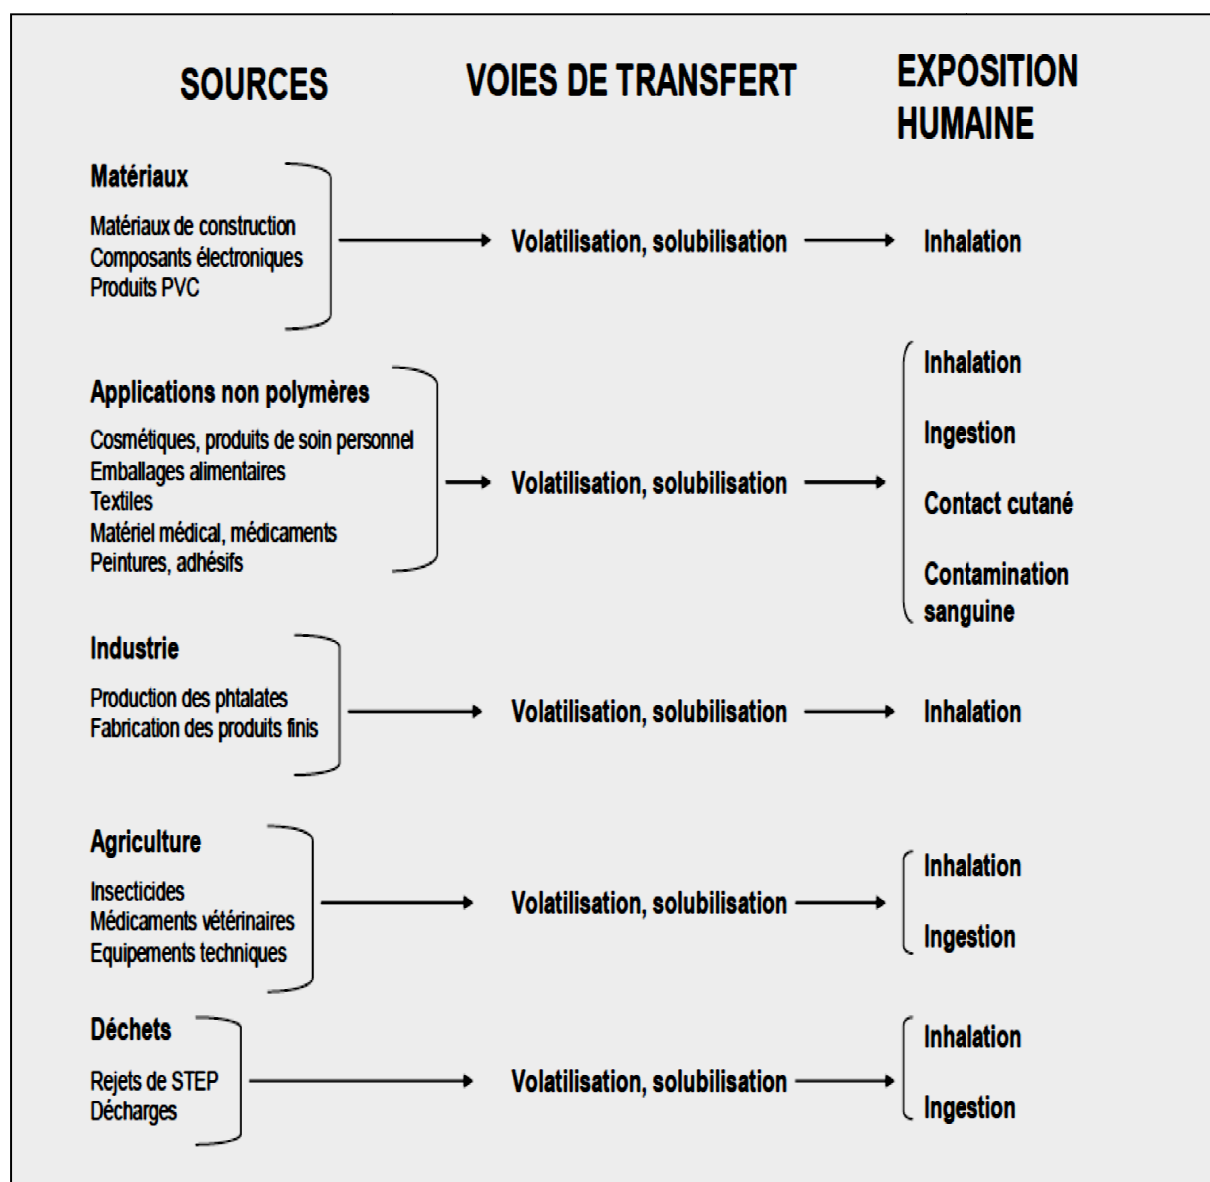 SOURCES
VOIES DE TRANSFERT
EXPOSITION
HUMAINE
Matériaux
Matériaux de construction
Composants électroniques
Produits PVC
Volatilisation, solubilisation
Inhalation
Applications non polymères
Cosmétiques, produits de soin personnel
Emballages alimentaires
Textiles
Matériel médical, médicaments
Peintures, adhésifs
Volatilisation, solubilisation
Inhalation
Ingestion
Contact cutané
Contamination
sanguine
Industrie
Production des phtalates
Fabrication des produits finis
Volatilisation, solubilisation
Inhalation
Agriculture
Insecticides
Médicaments vétérinaires
Equipements techniques
Volatilisation, solubilisation
Inhalation
Ingestion
Déchets
Rejets de STEP
Décharges
Volatilisation, solubilisation
Inhalation
Ingestion